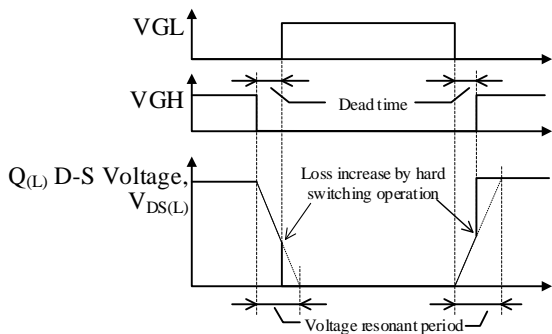 VGL
VGH
Dead time
Q(L) D-S Voltage,
VDS(L)
Loss increase by hard
switching operation
Voltage resonant period